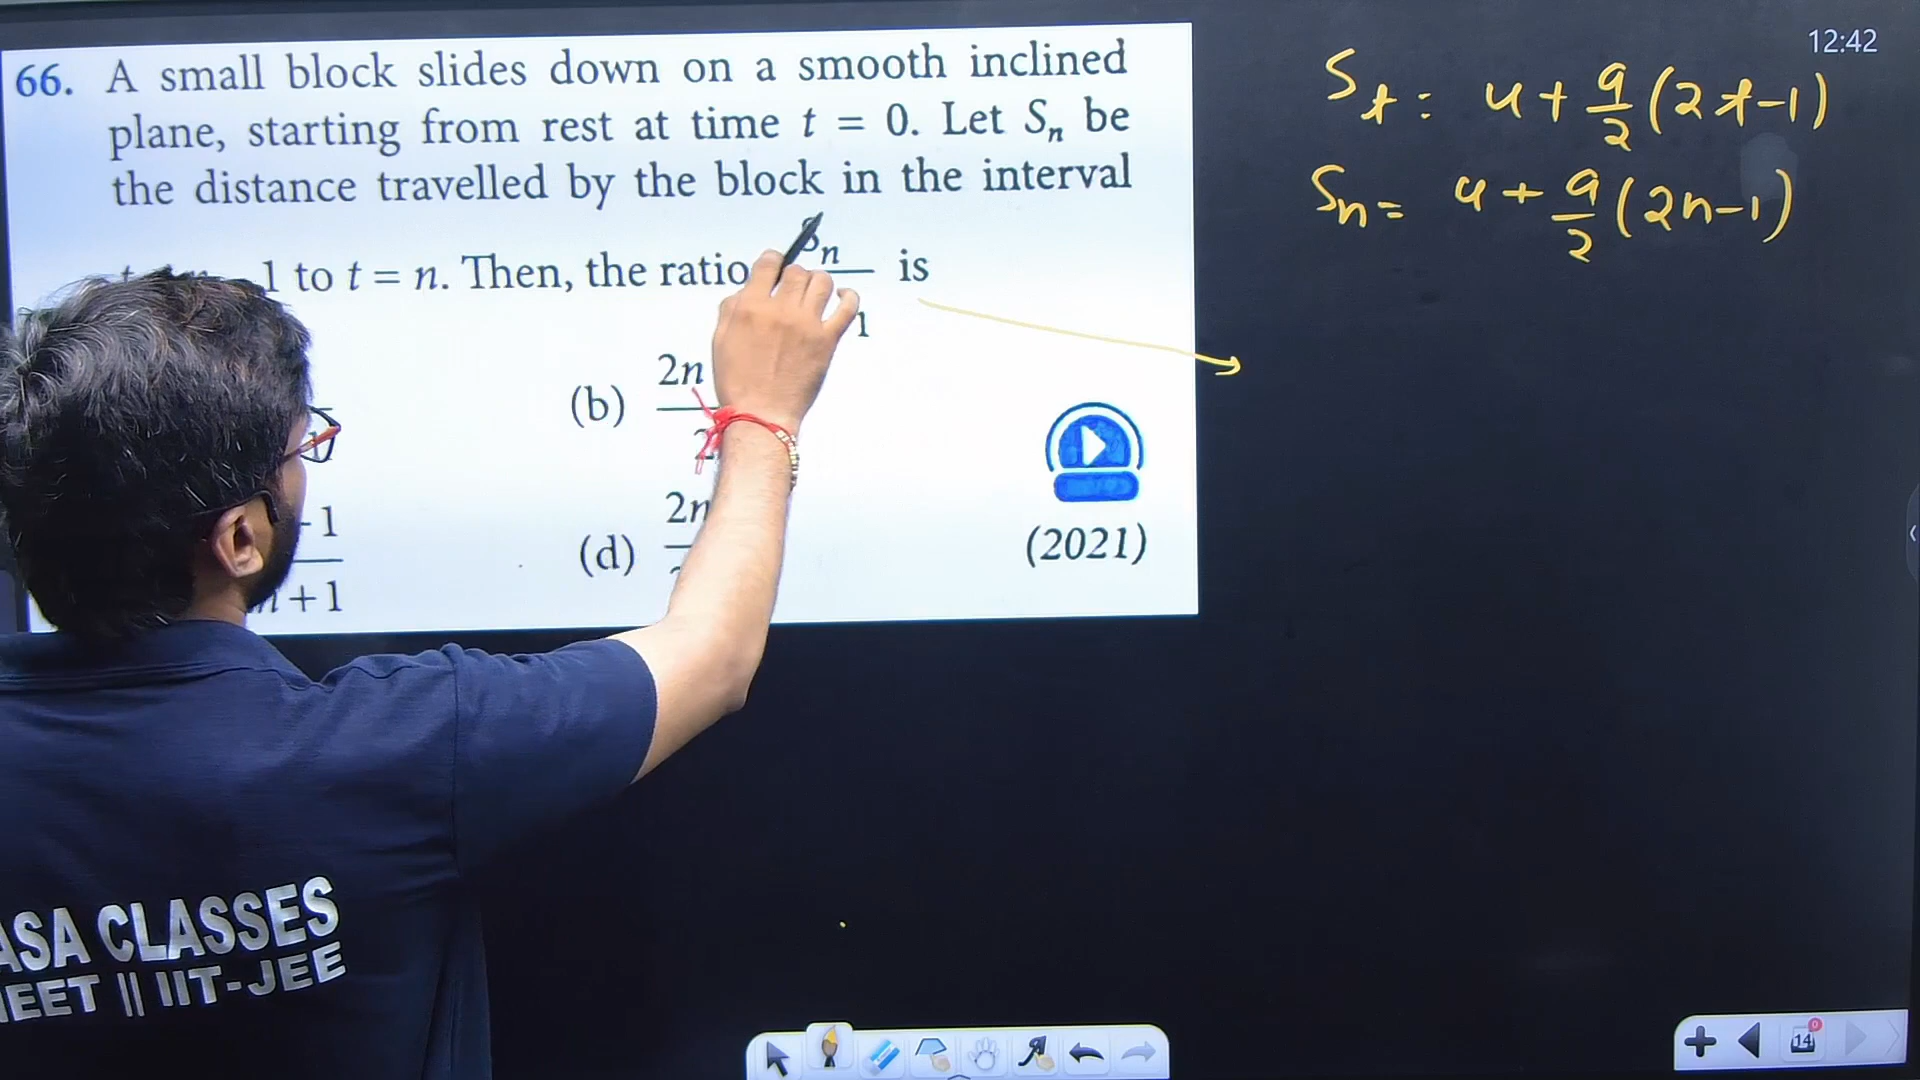 12:42
66. A small block slides down on a smooth inclined
plane, starting from rest at time t = 0. Let Sn be
the distance travelled by the block in the interval
1 to t = n. Then, the ratio n is
1
(b) 2n
-1
+1
(d) 2n
(2021)
St = u + a/2 (2t-1)
Sn = u + a/2 (2n-1)
ASA CLASSES
NEET || IIT-JEE
14